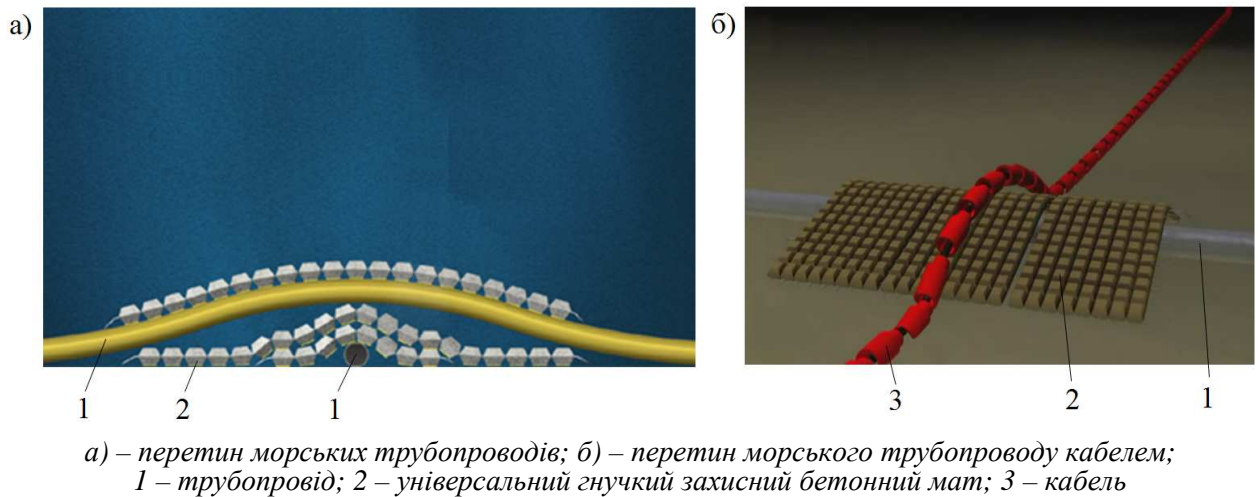 а)
б)
1
2
1
3
2
1
а) – перетин морських трубопроводів; б) – перетин морського трубопроводу кабелем;
1 – трубопровід; 2 – універсальний гнучкий захисний бетонний мат; 3 – кабель